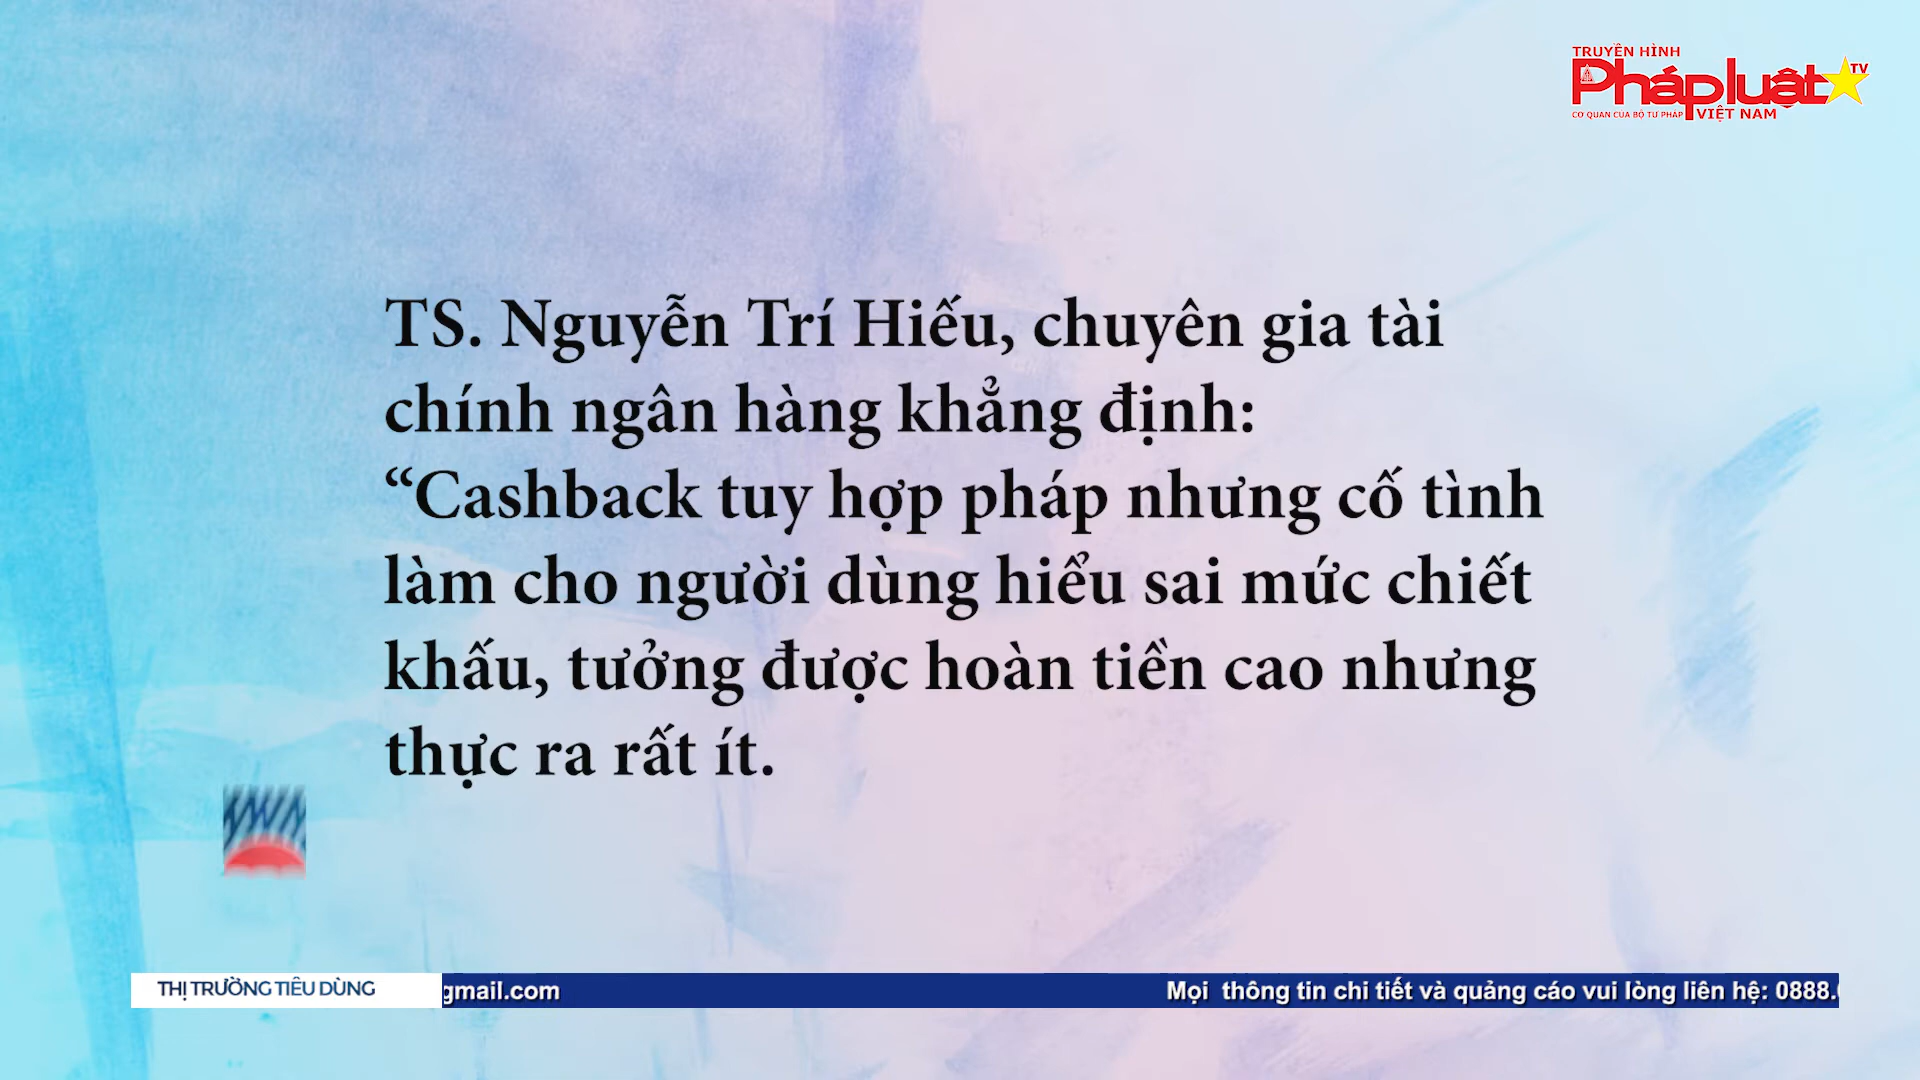 TRUYỀN HÌNH
Pháp luật TV
CƠ QUAN CỦA BỘ TƯ PHÁP VIỆT NAM
TS. Nguyễn Trí Hiếu, chuyên gia tài
chính ngân hàng khẳng định:
“Cashback tuy hợp pháp nhưng cố tình
làm cho người dùng hiểu sai mức chiết
khấu, tưởng được hoàn tiền cao nhưng
thực ra rất ít.
THỊ TRƯỜNG TIÊU DÙNG gmail.com Mọi thông tin chi tiết và quảng cáo vui lòng liên hệ: 0888.